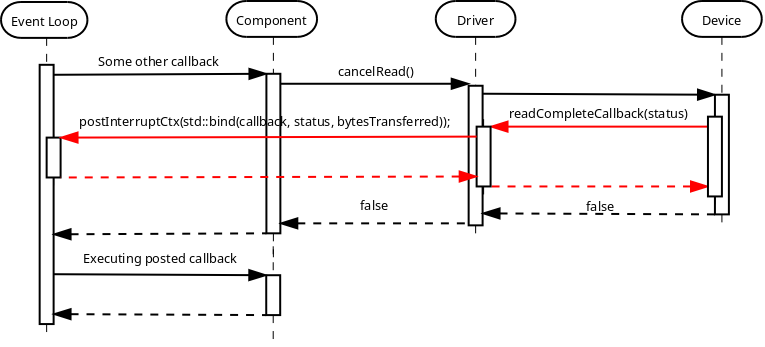 Event Loop
Component
Driver
Device
Some other callback
cancelRead()
readCompleteCallback(status)
postInterruptCtx(std::bind(callback, status, bytesTransferred));
false
false
Executing posted callback